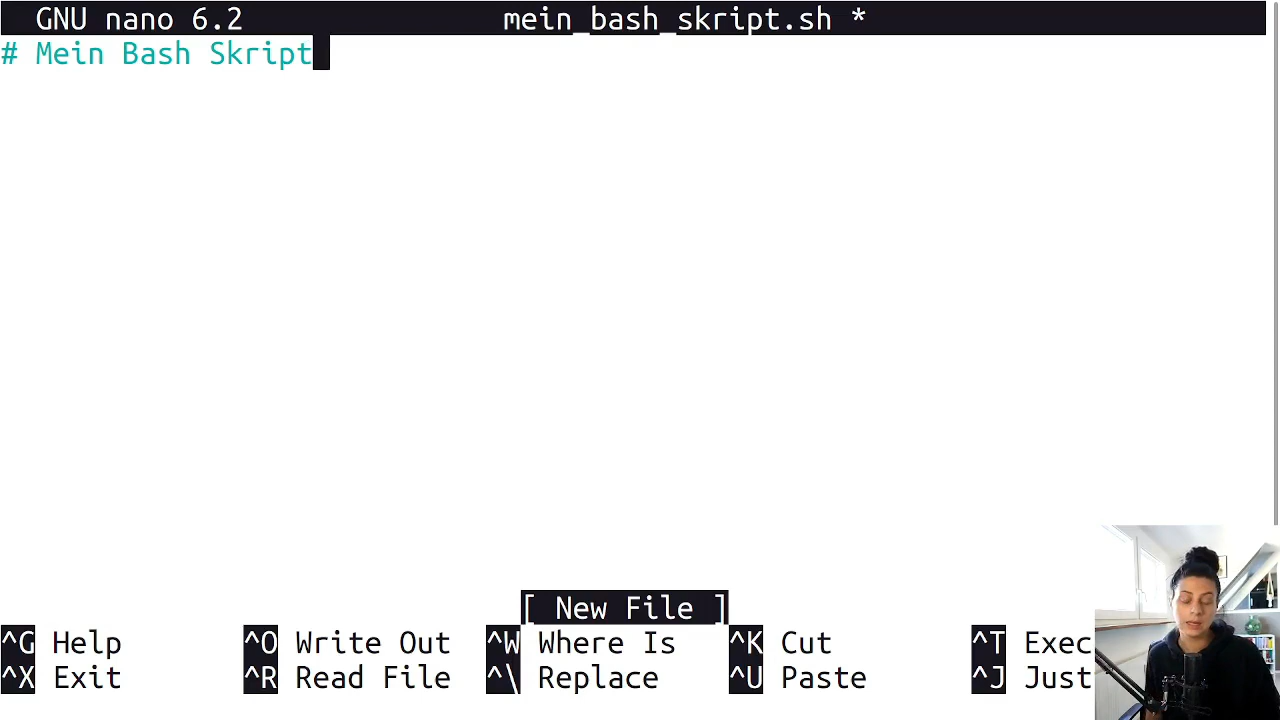 GNU nano 6.2 mein_bash_skript.sh *
# Mein Bash Skript
[ New File ]
^G Help ^O Write Out ^W Where Is ^K Cut ^T Exec
^X Exit ^R Read File ^\ Replace ^U Paste ^J Just